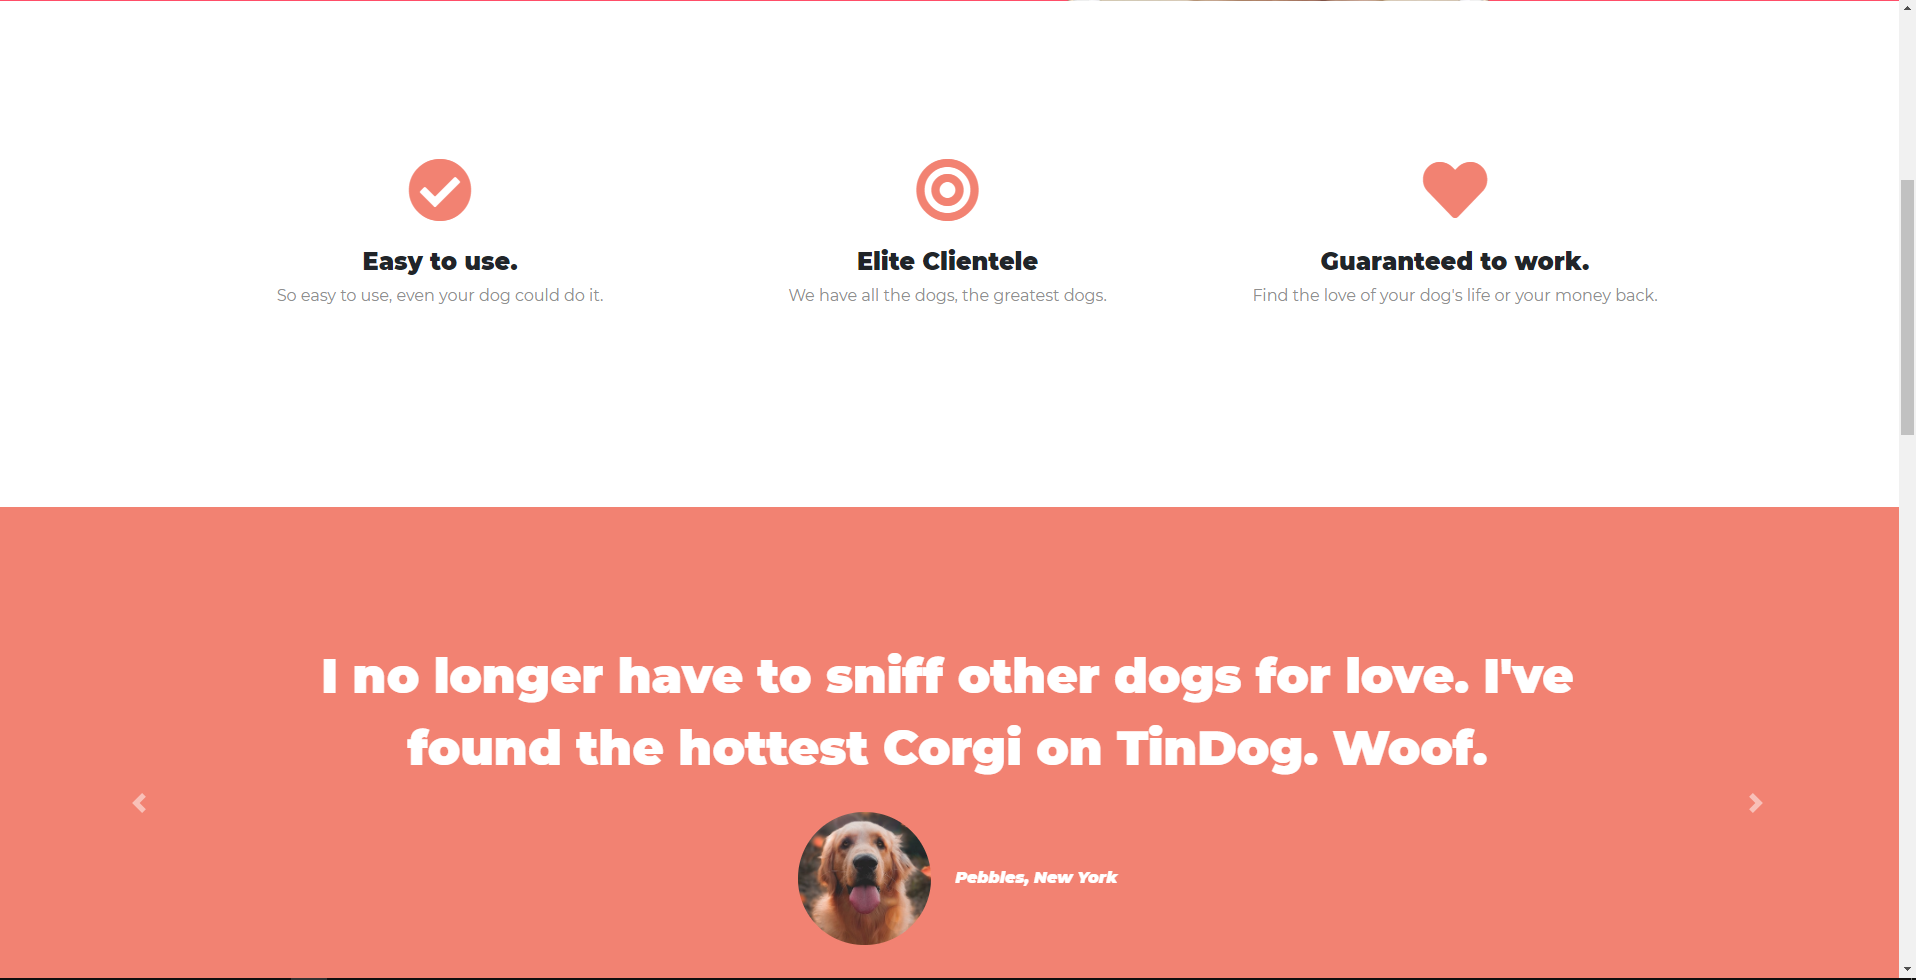 Easy to use.
So easy to use, even your dog could do it.
Elite Clientele
We have all the dogs, the greatest dogs.
Guaranteed to work.
Find the love of your dog's life or your money back.
I no longer have to sniff other dogs for love. I've
found the hottest Corgi on TinDog. Woof.
Pebbles, New York